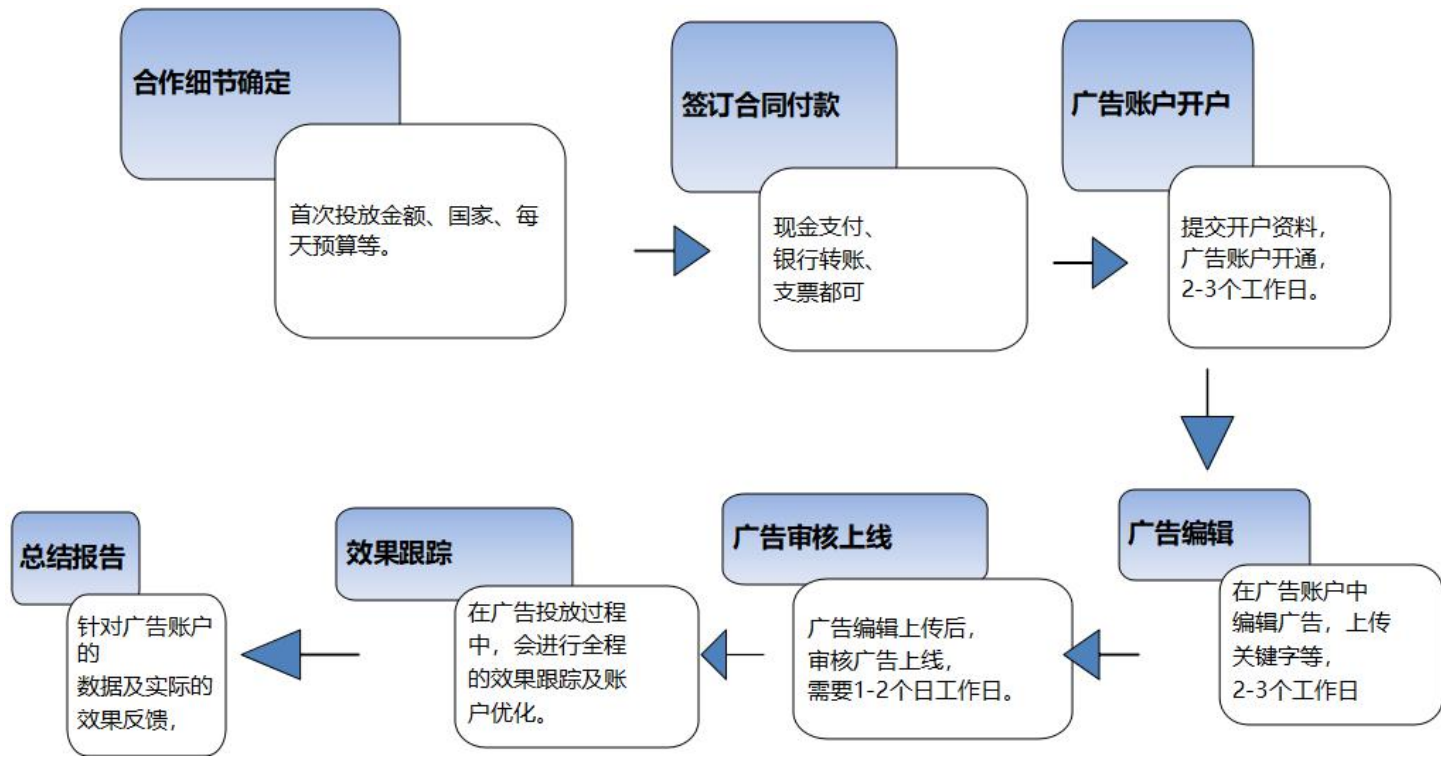 合作细节确定
首次投放金额、国家、每
天预算等。
签订合同付款
现金支付、
银行转账、
支票都可
广告账户开户
提交开户资料，
广告账户开通，
2-3个工作日。
广告编辑
在广告账户中
编辑广告，上传
关键字等，
2-3个工作日
广告审核上线
广告编辑上传后，
审核广告上线，
需要1-2个日工作日。
效果跟踪
在广告投放过程
中，会进行全程
的效果跟踪及账
户优化。
总结报告
针对广告账户
的
数据及实际的
效果反馈，